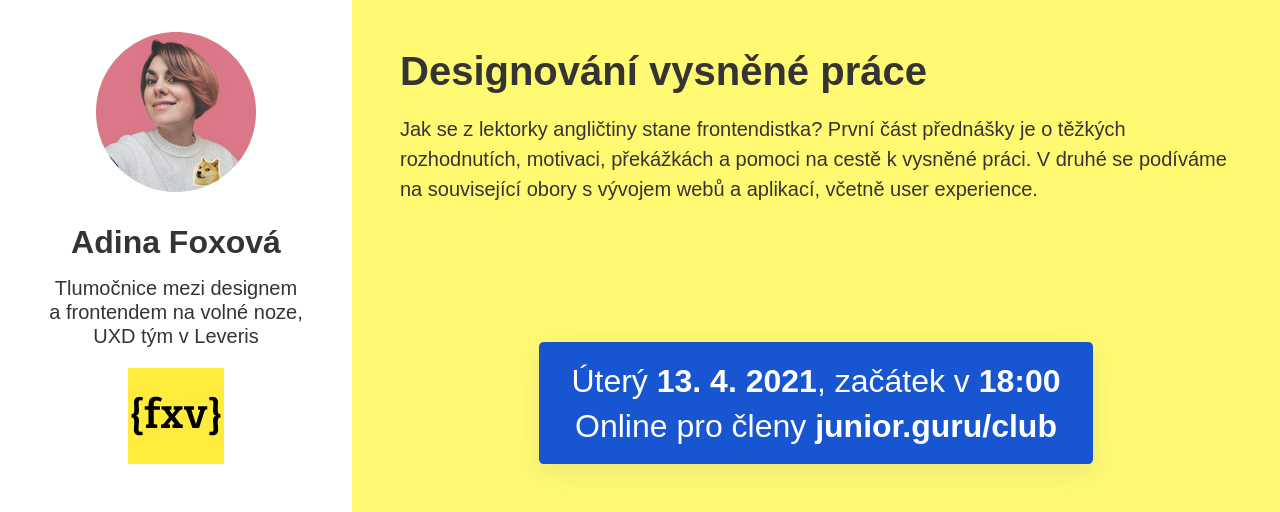 Adina Foxová
Tlumočnice mezi designem
a frontendem na volné noze,
UXD tým v Leveris
{fxv}
Designování vysněné práce
Jak se z lektorky angličtiny stane frontendistka? První část přednášky je o těžkých
rozhodnutích, motivaci, překážkách a pomoci na cestě k vysněné práci. V druhé se podíváme
na související obory s vývojem webů a aplikací, včetně user experience.
Úterý 13. 4. 2021, začátek v 18:00
Online pro členy junior.guru/club